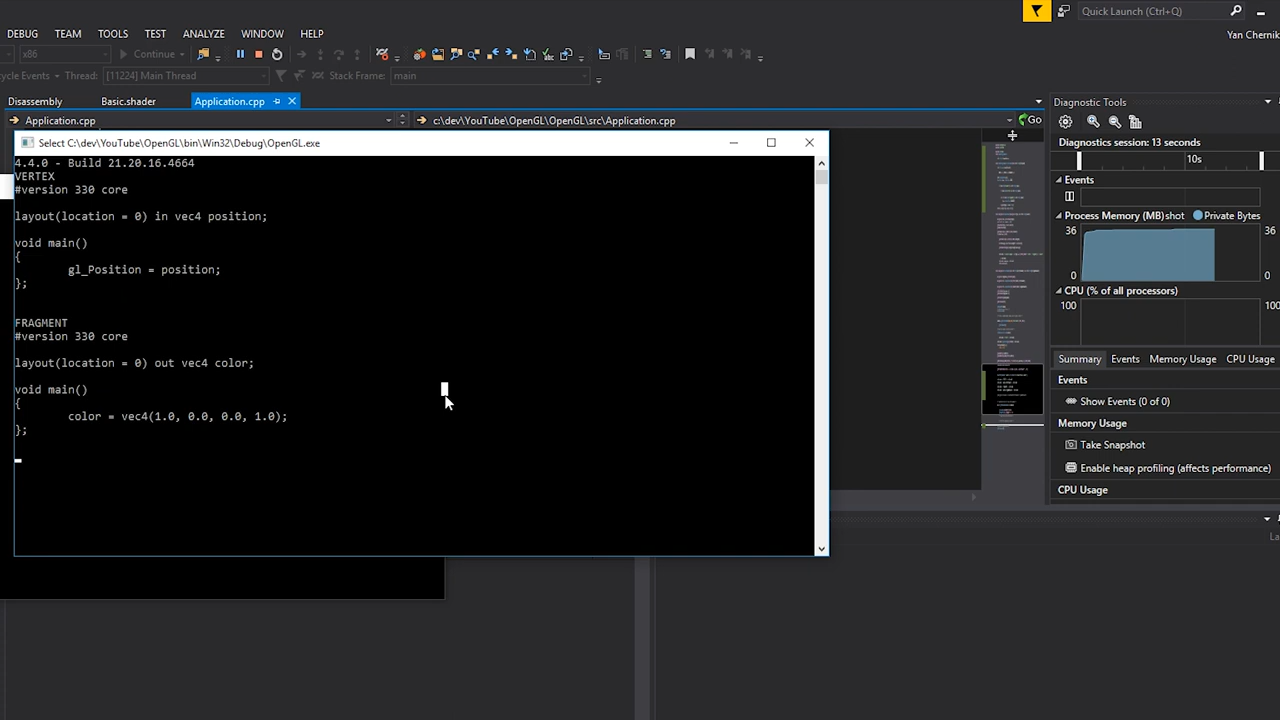 Quick Launch (Ctrl+Q)
DEBUG TEAM TOOLS TEST ANALYZE WINDOW HELP
Yan Chernik
x86 Continue
cycle Events Thread: [11224] Main Thread Stack Frame: main
Disassembly Basic.shader Application.cpp
Application.cpp c:\dev\YouTube\OpenGL\OpenGL\src\Application.cpp Go
Select C:\dev\YouTube\OpenGL\bin\Win32\Debug\OpenGL.exe
4.4.0 - Build 21.20.16.4664
VERTEX
#version 330 core
layout(location = 0) in vec4 position;
void main()
{
gl_Position = position;
};
FRAGMENT
#version 330 core
layout(location = 0) out vec4 color;
void main()
{
color = vec4(1.0, 0.0, 0.0, 1.0);
};
Diagnostic Tools
Diagnostics session: 13 seconds
10s
Events
Process Memory (MB) Private Bytes
36 36
0 0
CPU (% of all processors)
100 100
Summary Events Memory Usage CPU Usa
Events
Show Events (0 of 0)
Memory Usage
Take Snapshot
Enable heap profiling (affects performance)
CPU Usage
La